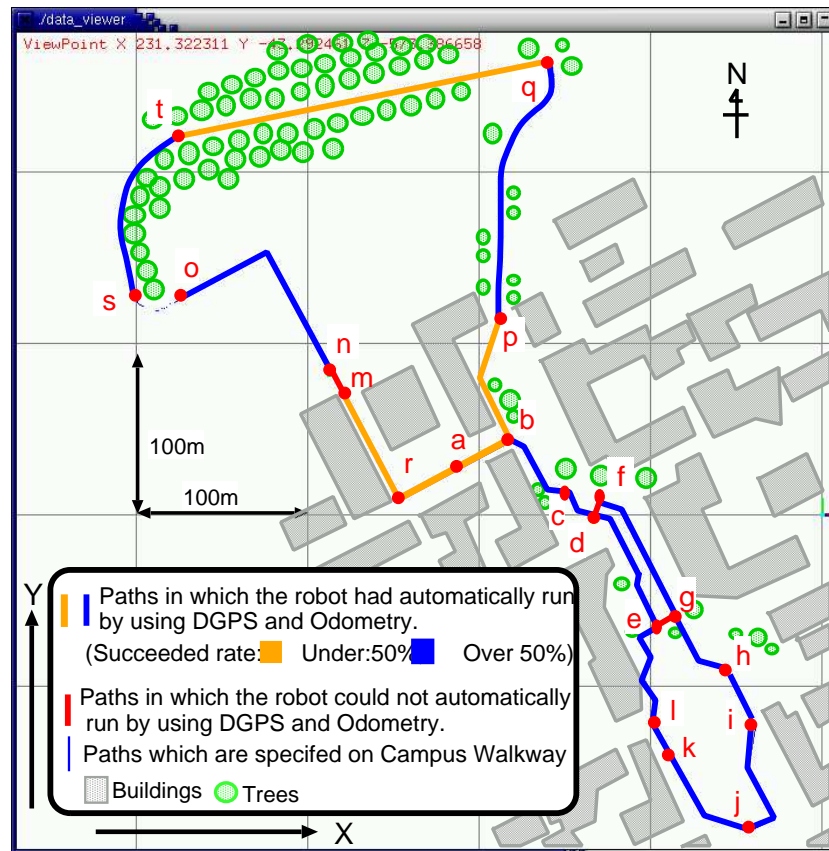 ./data_viewer
ViewPoint X 231.322311 Y
N
t
q
s
o
n
m
p
r
a
b
c
d
f
e
g
h
i
l
k
j
100m
100m
Y
X
Paths in which the robot had automatically run
by using DGPS and Odometry.
(Succeeded rate: Under:50% Over 50%)
Paths in which the robot could not automatically
run by using DGPS and Odometry.
Paths which are specifed on Campus Walkway
Buildings Trees